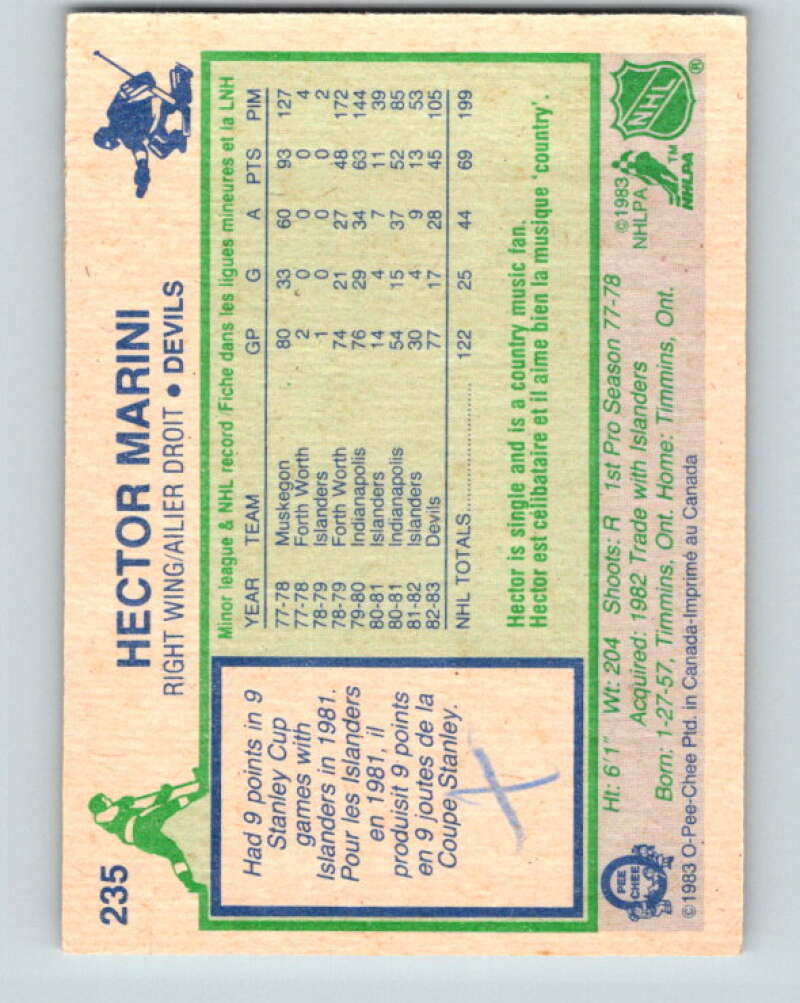 235
HECTOR MARINI
RIGHT WING/AILIER DROIT • DEVILS
Had 9 points in 9
Stanley Cup
games with
Islanders in 1981.
Pour les Islanders
en 1981, il
produisit 9 points
en 9 joutes de la
Coupe Stanley.
X
Minor league & NHL record/Fiche dans les ligues mineures et la LNH
YEAR TEAM GP G A PTS PIM
77-78 Muskegon 80 33 60 93 127
77-78 Forth Worth 2 0 0 0 4
78-79 Islanders 1 0 0 0 2
78-79 Forth Worth 74 21 27 48 172
79-80 Indianapolis 76 29 34 63 144
80-81 Islanders 14 4 7 11 39
80-81 Indianapolis 54 15 37 52 85
81-82 Islanders 30 4 9 13 53
82-83 Devils 77 17 28 45 105
NHL TOTALS 122 25 44 69 199
Hector is single and is a country music fan.
Hector est celibataire et il aime bien la musique 'country'.
Ht: 6'1" Wt: 204 Shoots: R 1st Pro Season 77-78
Acquired: 1982 Trade with Islanders
Born: 1-27-57, Timmins, Ont. Home: Timmins, Ont.
©1983 O-Pee-Chee Ptd. in Canada-Imprimé au Canada
O
PEE
CHEE
©1983
NHLPA
NHLPA
TM
NHL
®